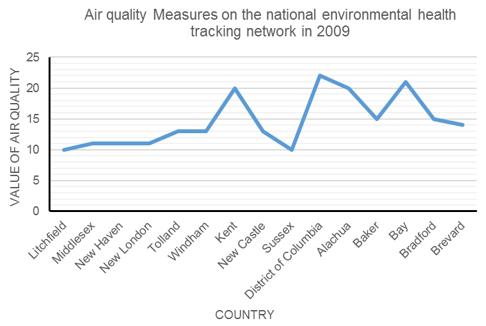 Air quality Measures on the national environmental health
tracking network in 2009
VALUE OF AIR QUALITY
25
20
15
10
5
0
Litchfield
Middlesex
New Haven
New London
Tolland
Windham
Kent
New Castle
Sussex
District of Columbia
Alachua
Baker
Bay
Bradford
Brevard
COUNTRY